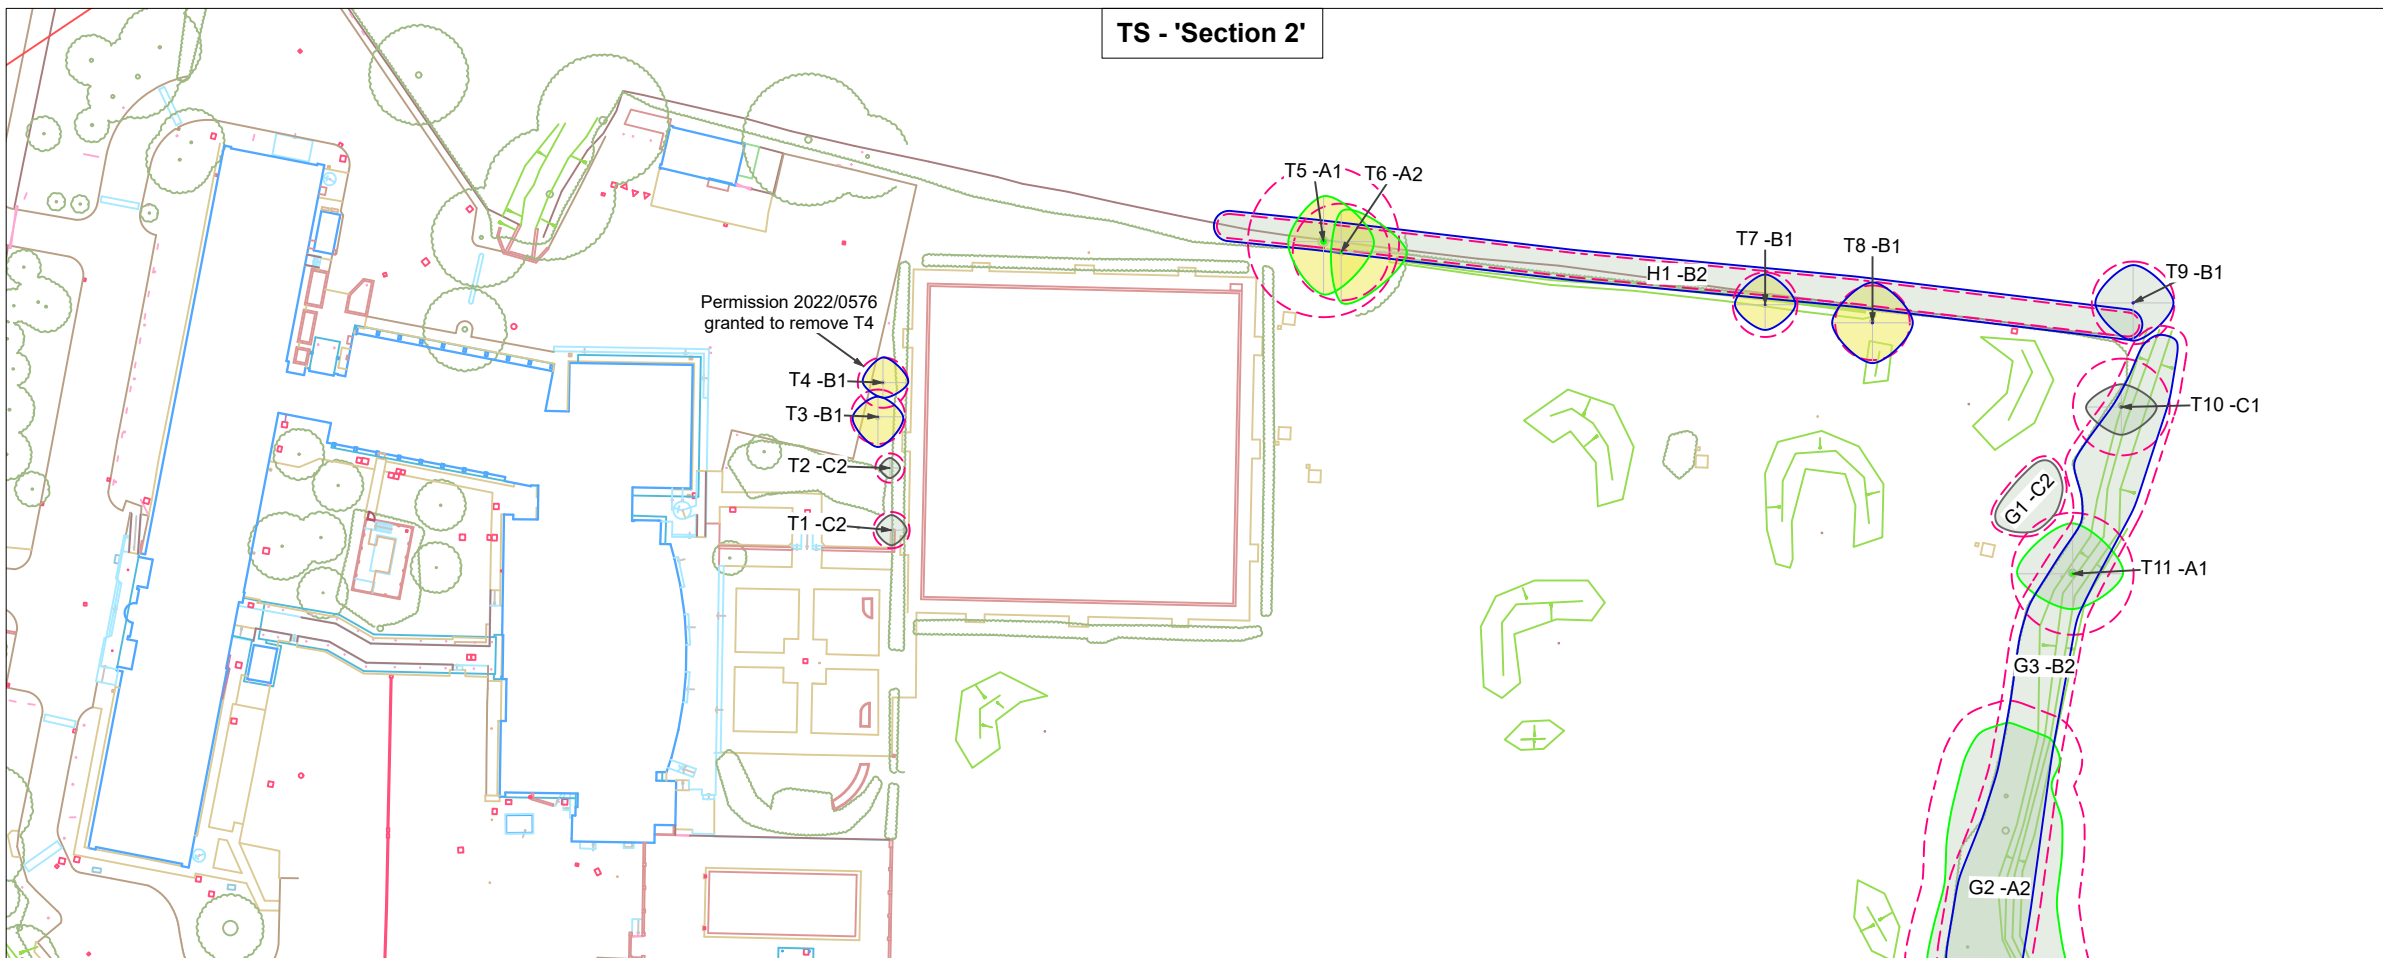 TS - 'Section 2'
T5 -A1
T6 -A2
T7 -B1
T8 -B1
T9 -B1
H1 -B2
Permission 2022/0576
granted to remove T4
T4 -B1
T3 -B1
T10 -C1
T2 -C2
G1 -C2
T1 -C2
T11 -A1
G3 -B2
G2 -A2